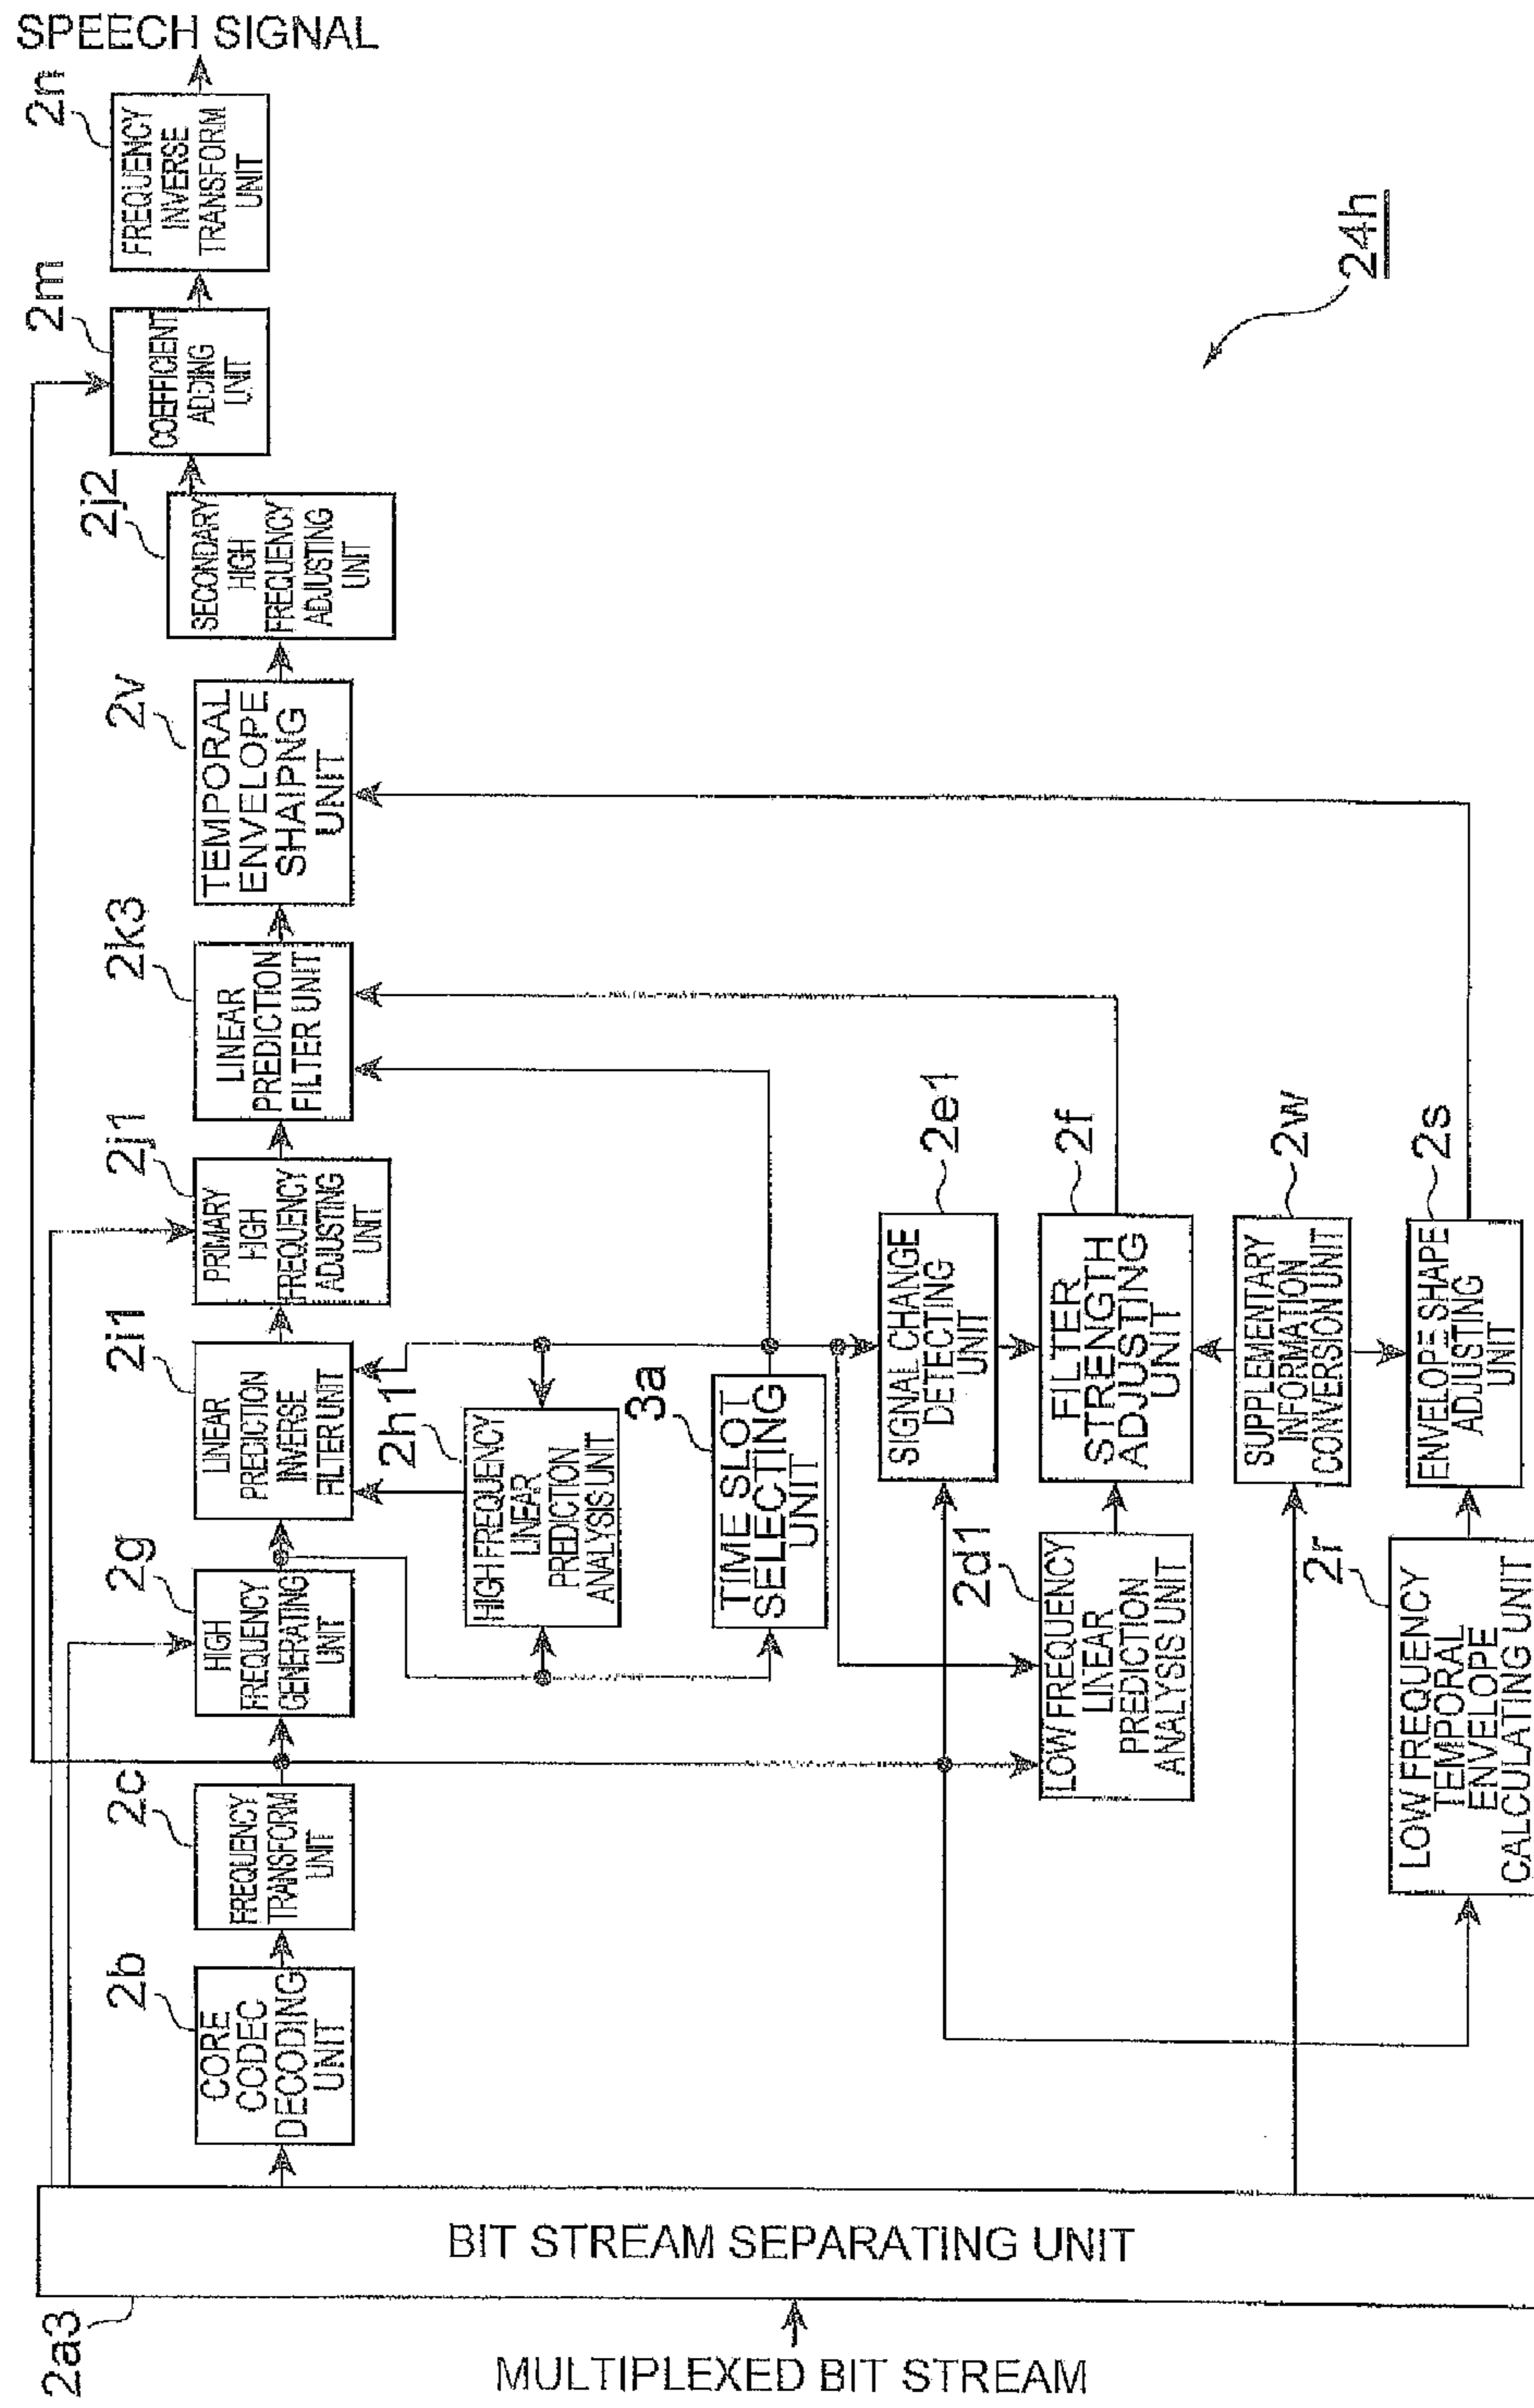 SPEECH SIGNAL
2n
FREQUENCY
INVERSE
TRANSFORM
UNIT
2m
COEFFICIENT
ADDING
UNIT
2j2
SECONDARY
HIGH
FREQUENCY
ADJUSTING
UNIT
2v
TEMPORAL
ENVELOPE
SHAIPNG
UNIT
2k3
LINEAR
PREDICTION
FILTER UNIT
2j1
PRIMARY
HIGH
FREQUENCY
ADJUSTING
UNIT
2i1
LINEAR
PREDICTION
INVERSE
FILTER UNIT
2h1
HIGH FREQUENCY
LINEAR
PREDICTION
ANALYSIS UNIT
2g
HIGH
FREQUENCY
GENERATING
UNIT
3a
TIME SLOT
SELECTING
UNIT
2c
FREQUENCY
TRANSFORM
UNIT
2b
CORE
CODEC
DECODING
UNIT
24h
2e1
SIGNAL CHANGE
DETECTING
UNIT
2f
FILTER
STRENGTH
ADJUSTING
UNIT
2w
SUPPLEMENTARY
INFORMATION
CONVERSION UNIT
2s
ENVELOPE SHAPE
ADJUSTING
UNIT
2d1
LOW FREQUENCY
LINEAR
PREDICTION
ANALYSIS UNIT
2r
LOW FREQUENCY
TEMPORAL
ENVELOPE
CALCULATING UNIT
BIT STREAM SEPARATING UNIT
2a3
MULTIPLEXED BIT STREAM